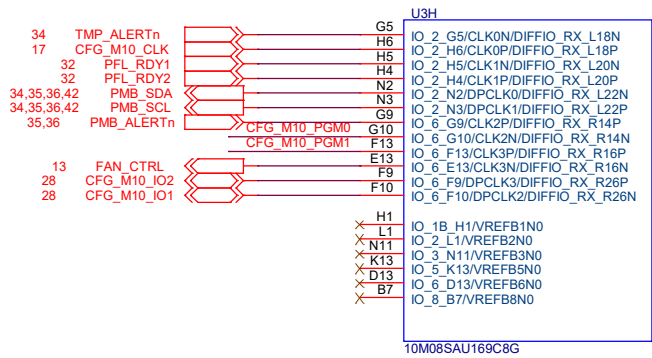 U3H
34 TMP_ALERTn G5 IO_2_G5/CLK0N/DIFFIO_RX_L18N
17 CFG_M10_CLK H6 IO_2_H6/CLK0P/DIFFIO_RX_L18P
32 PFL_RDY1 H5 IO_2_H5/CLK1N/DIFFIO_RX_L20N
32 PFL_RDY2 H4 IO_2_H4/CLK1P/DIFFIO_RX_L20P
34,35,36,42 PMB_SDA N2 IO_2_N2/DPCLK0/DIFFIO_RX_L22N
34,35,36,42 PMB_SCL N3 IO_2_N3/DPCLK1/DIFFIO_RX_L22P
35,36 PMB_ALERTn G9 IO_6_G9/CLK2P/DIFFIO_RX_R14P
CFG_M10_PGM0 G10 IO_6_G10/CLK2N/DIFFIO_RX_R14N
CFG_M10_PGM1 F13 IO_6_F13/CLK3P/DIFFIO_RX_R16P
13 FAN_CTRL E13 IO_6_E13/CLK3N/DIFFIO_RX_R16N
28 CFG_M10_IO2 F9 IO_6_F9/DPCLK3/DIFFIO_RX_R26P
28 CFG_M10_IO1 F10 IO_6_F10/DPCLK2/DIFFIO_RX_R26N
H1 IO_1B_H1/VREFB1N0
L1 IO_2_L1/VREFB2N0
N11 IO_3_N11/VREFB3N0
K13 IO_5_K13/VREFB5N0
D13 IO_6_D13/VREFB6N0
B7 IO_8_B7/VREFB8N0
10M08SAU169C8G